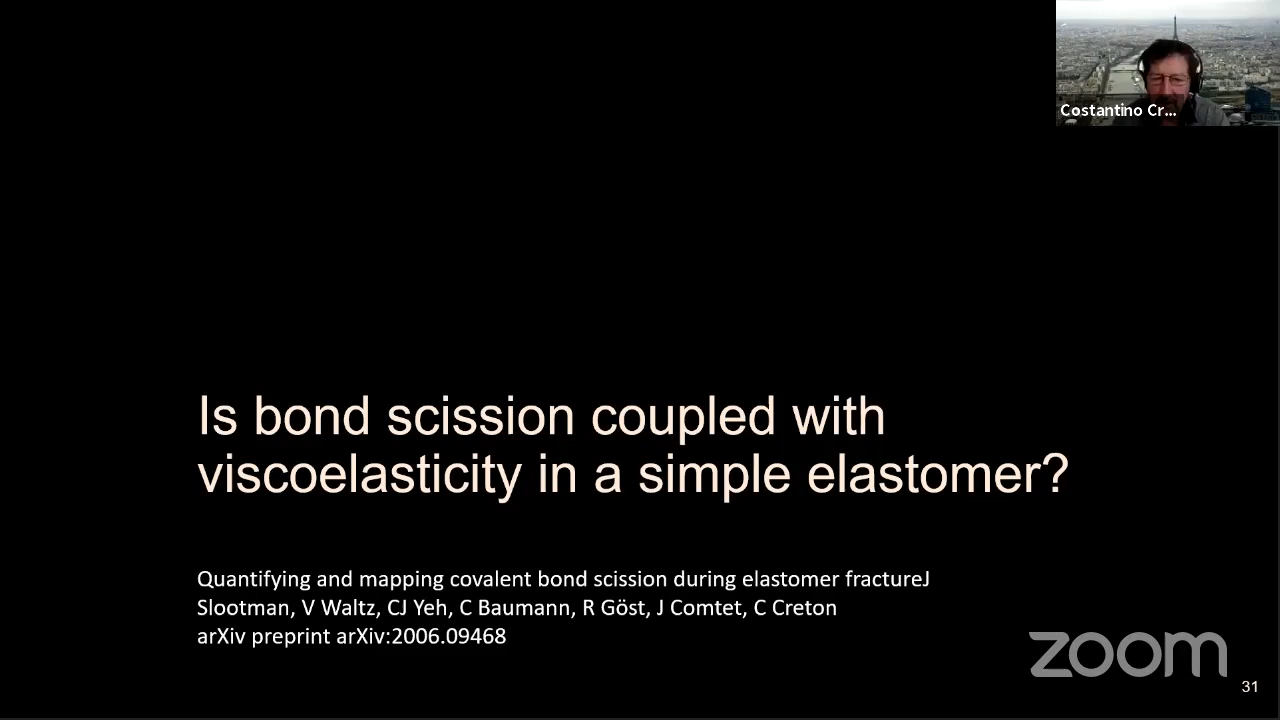 Costantino Cr...
Is bond scission coupled with
viscoelasticity in a simple elastomer?
Quantifying and mapping covalent bond scission during elastomer fractureJ
Slootman, V Waltz, CJ Yeh, C Baumann, R Göst, J Comtet, C Creton
arXiv preprint arXiv:2006.09468
zoom
31